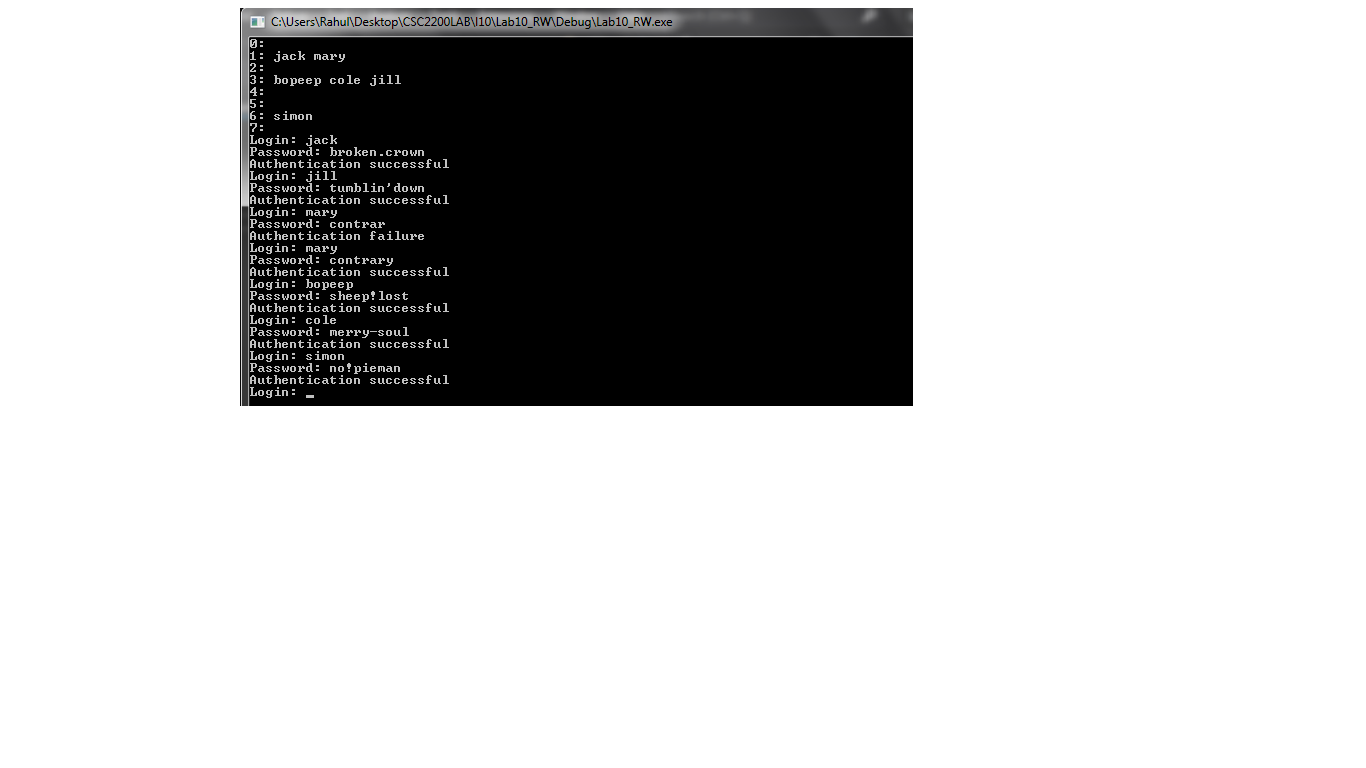 C:\Users\Rahul\Desktop\CSC2200LAB\l10\Lab10_RW\Debug\Lab10_RW.exe
0:
1: jack mary
2:
3: bopeep cole jill
4:
5:
6: simon
7:
Login: jack
Password: broken.crown
Authentication successful
Login: jill
Password: tumblin'down
Authentication successful
Login: mary
Password: contrar
Authentication failure
Login: mary
Password: contrary
Authentication successful
Login: bopeep
Password: sheep!lost
Authentication successful
Login: cole
Password: merry-soul
Authentication successful
Login: simon
Password: no!pieman
Authentication successful
Login: _